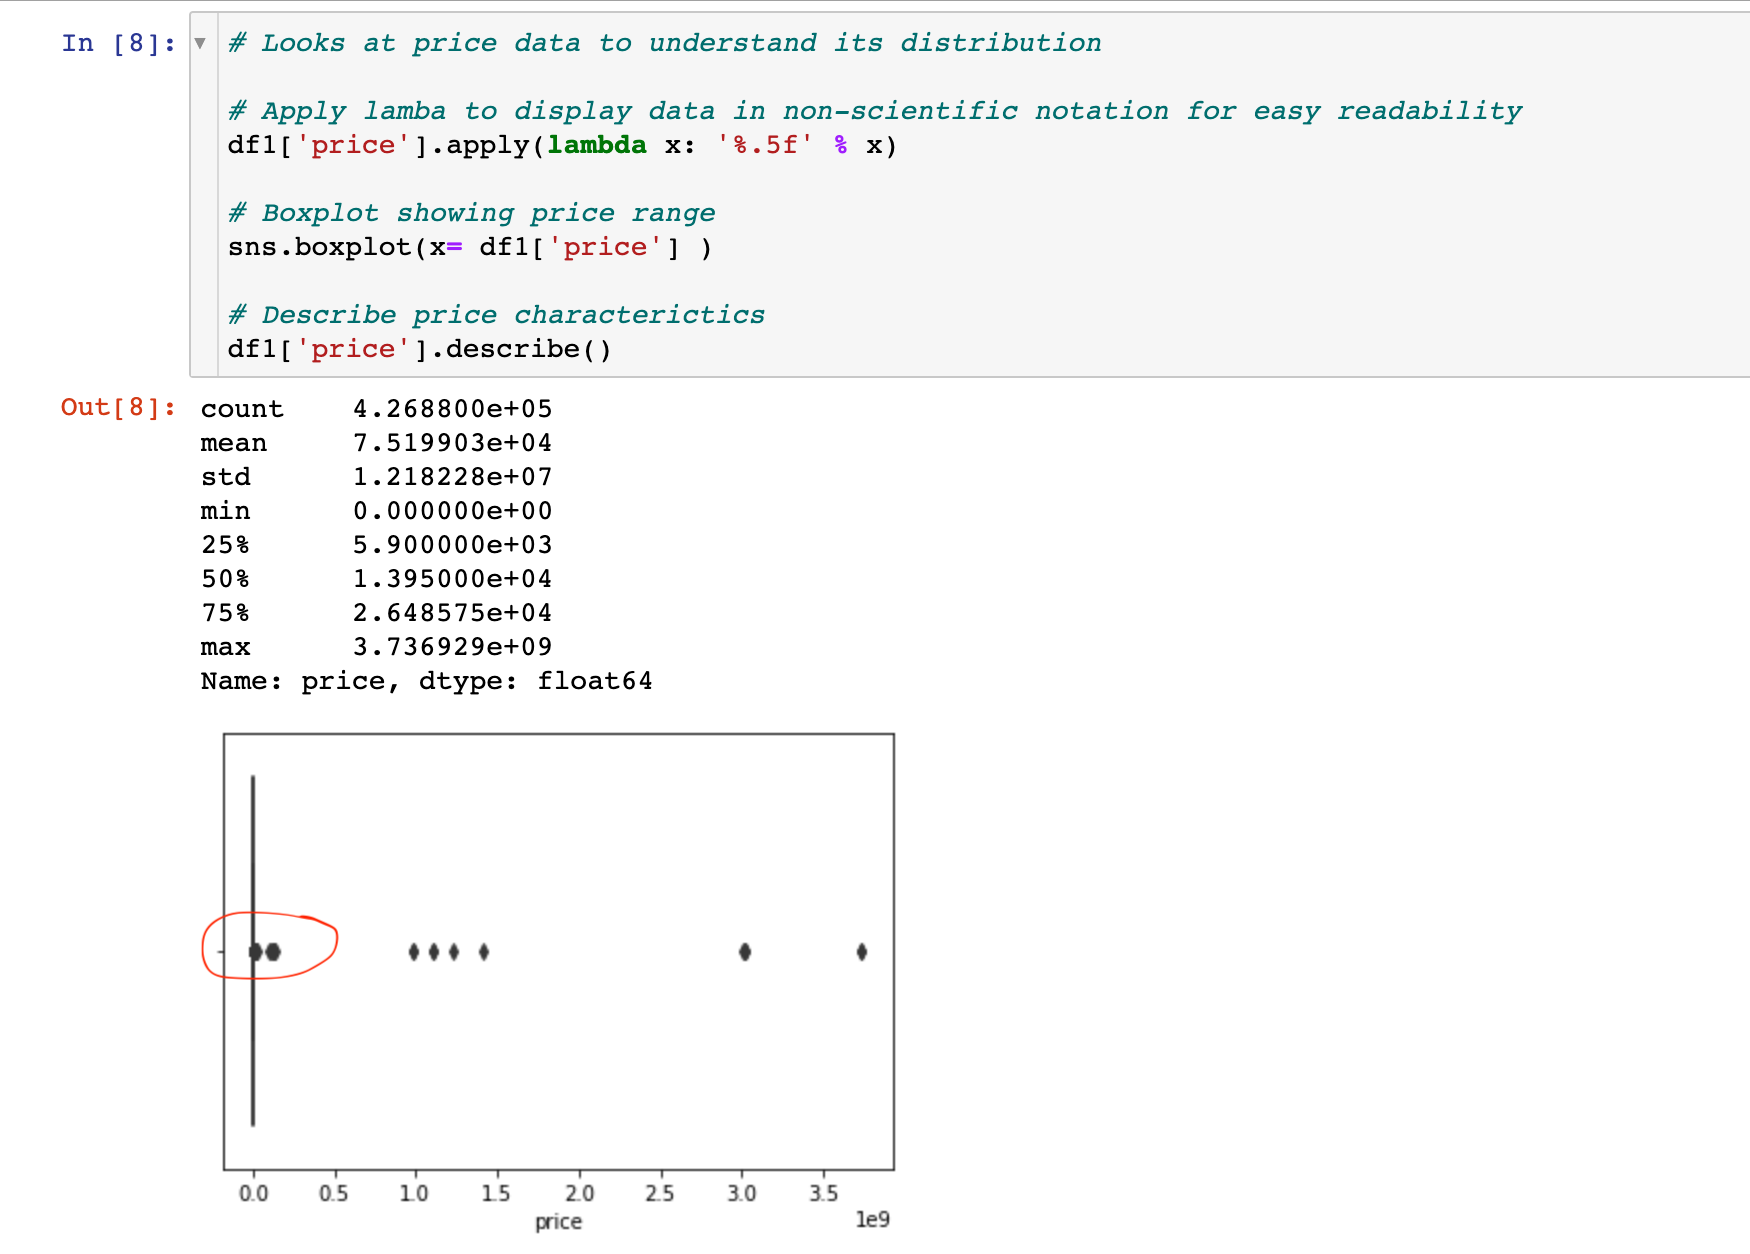 In [8]:
# Looks at price data to understand its distribution
# Apply lamba to display data in non-scientific notation for easy readability
df1['price'].apply(lambda x: '%.5f' % x)
# Boxplot showing price range
sns.boxplot(x= df1['price'] )
# Describe price characterictics
df1['price'].describe()
Out[8]:
count    4.268800e+05
mean     7.519903e+04
std      1.218228e+07
min      0.000000e+00
25%      5.900000e+03
50%      1.395000e+04
75%      2.648575e+04
max      3.736929e+09
Name: price, dtype: float64
0.0 0.5 1.0 1.5 2.0 2.5 3.0 3.5
price
1e9